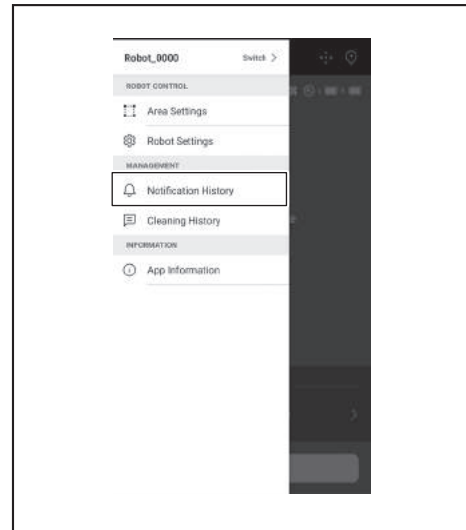 Robot_0000 Switch >
ROBOT CONTROL
Area Settings
Robot Settings
MANAGEMENT
Notification History
Cleaning History
INFORMATION
App Information